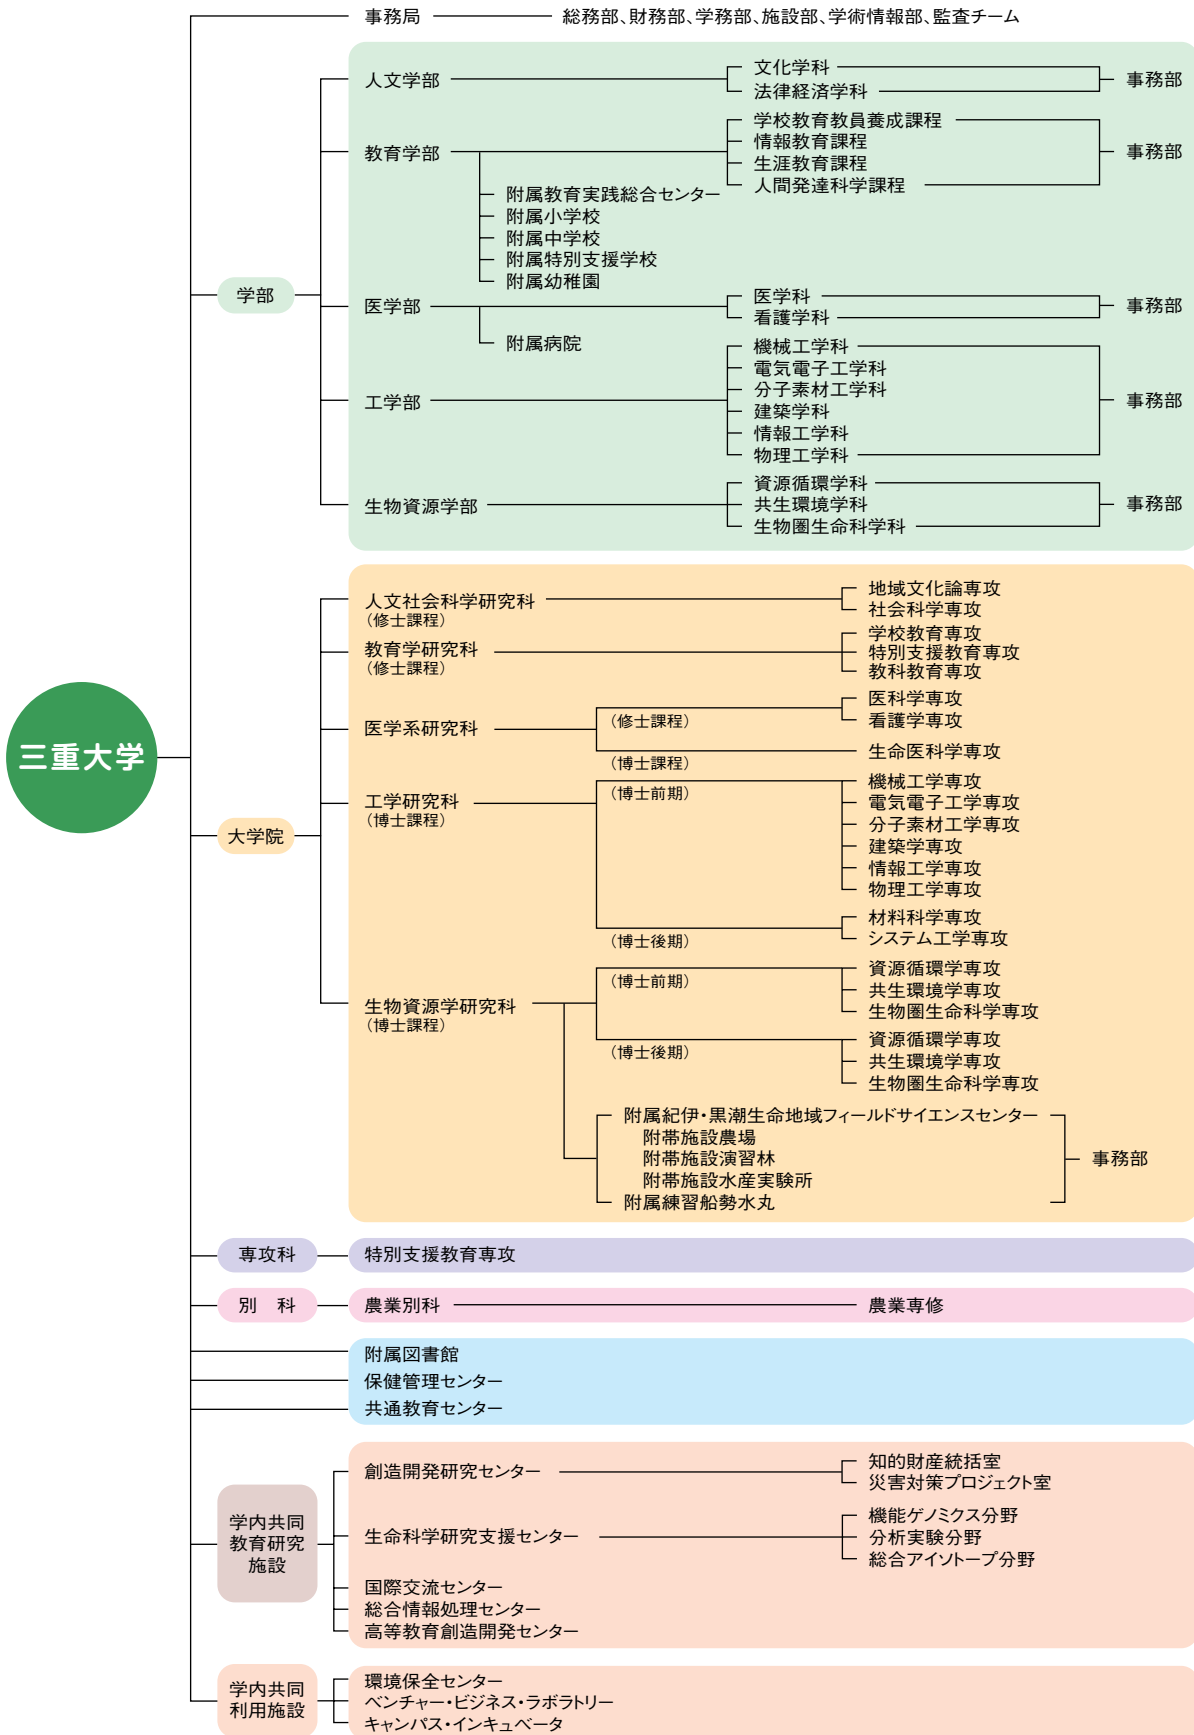 事務局
総務部、財務部、学務部、施設部、学術情報部、監査チーム
人文学部
文化学科
法律経済学科
事務部
教育学部
学校教育教員養成課程
情報教育課程
生涯教育課程
人間発達科学課程
事務部
附属教育実践総合センター
附属小学校
附属中学校
附属特別支援学校
附属幼稚園
学部
医学部
医学科
看護学科
事務部
附属病院
工学部
機械工学科
電気電子工学科
分子素材工学科
建築学科
情報工学科
物理工学科
事務部
生物資源学部
資源循環学科
共生環境学科
生物圏生命科学科
事務部
三重大学
大学院
人文社会科学研究科
(修士課程)
地域文化論専攻
社会科学専攻
教育学研究科
(修士課程)
学校教育専攻
特別支援教育専攻
教科教育専攻
医学系研究科
(修士課程)
医科学専攻
看護学専攻
(博士課程)
生命医科学専攻
工学研究科
(博士課程)
(博士前期)
機械工学専攻
電気電子工学専攻
分子素材工学専攻
建築学専攻
情報工学専攻
物理工学専攻
(博士後期)
材料科学専攻
システム工学専攻
生物資源学研究科
(博士課程)
(博士前期)
資源循環学専攻
共生環境学専攻
生物圏生命科学専攻
(博士後期)
資源循環学専攻
共生環境学専攻
生物圏生命科学専攻
附属紀伊・黒潮生命地域フィールドサイエンスセンター
附帯施設農場
附帯施設演習林
附帯施設水産実験所
附属練習船勢水丸
事務部
専攻科
特別支援教育専攻
別　科
農業別科
農業専修
附属図書館
保健管理センター
共通教育センター
学内共同
教育研究
施設
創造開発研究センター
知的財産統括室
災害対策プロジェクト室
生命科学研究支援センター
機能ゲノミクス分野
分析実験分野
総合アイソトープ分野
国際交流センター
総合情報処理センター
高等教育創造開発センター
学内共同
利用施設
環境保全センター
ベンチャー・ビジネス・ラボラトリー
キャンパス・インキュベータ